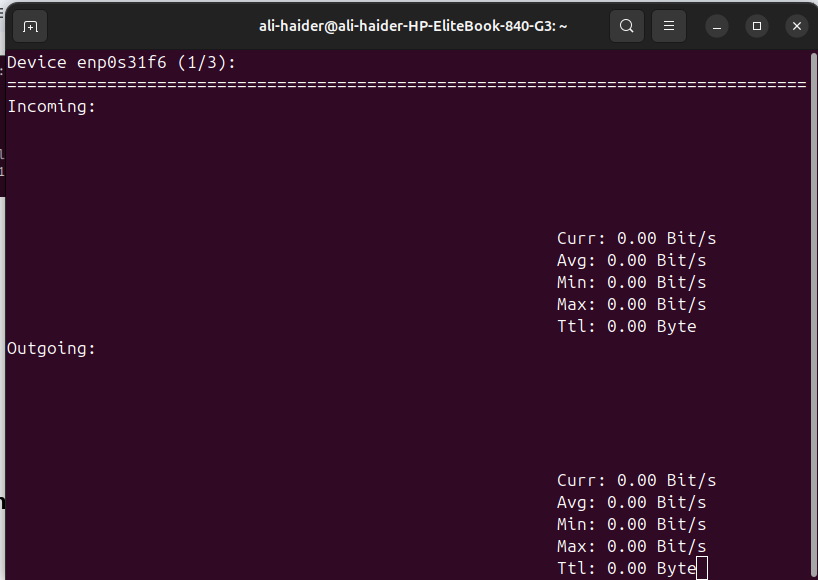 ali-haider@ali-haider-HP-EliteBook-840-G3: ~
Device enp0s31f6 (1/3):
================================================================================
Incoming:
Curr: 0.00 Bit/s
Avg: 0.00 Bit/s
Min: 0.00 Bit/s
Max: 0.00 Bit/s
Ttl: 0.00 Byte
Outgoing:
Curr: 0.00 Bit/s
Avg: 0.00 Bit/s
Min: 0.00 Bit/s
Max: 0.00 Bit/s
Ttl: 0.00 Byte